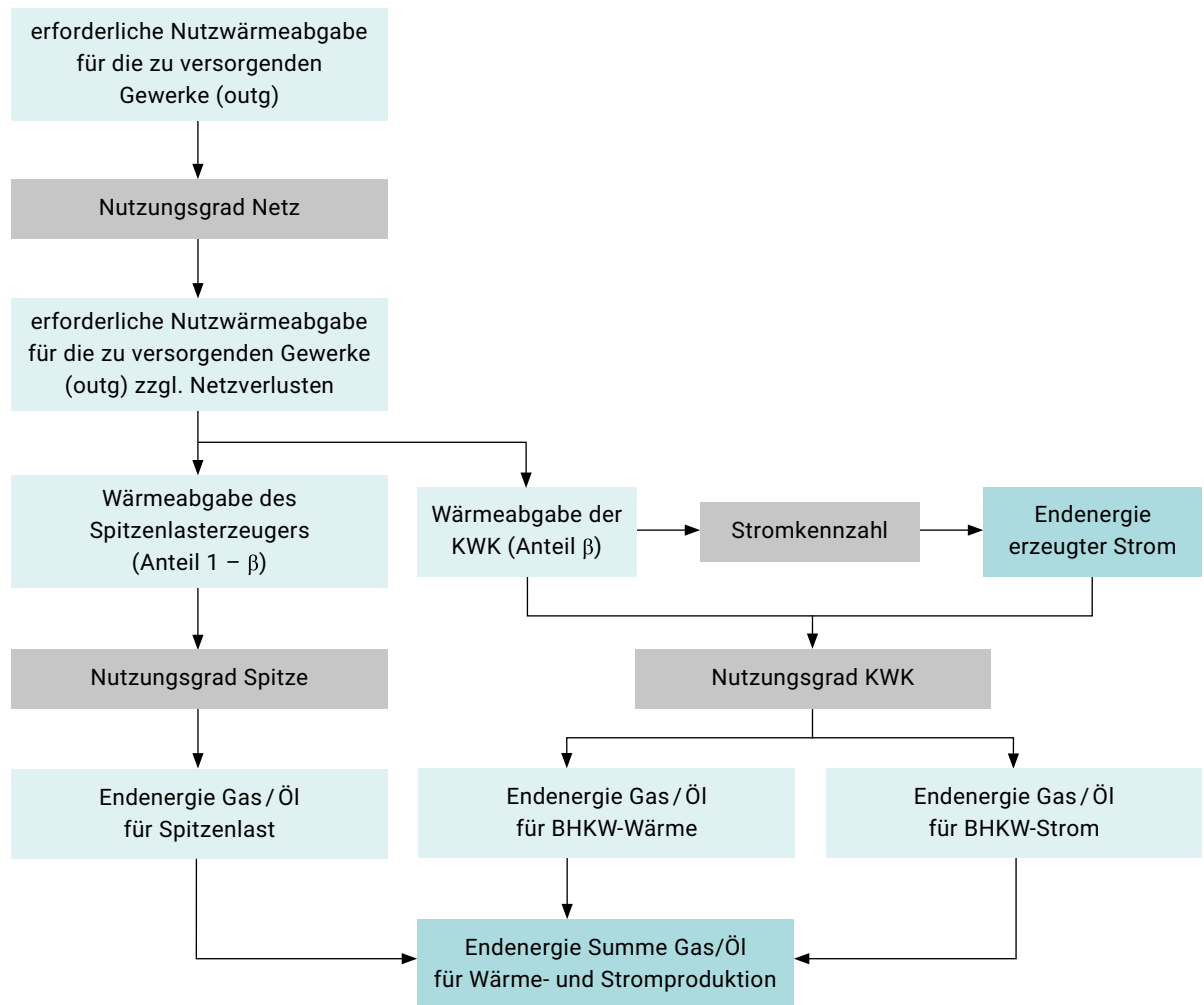 erforderliche Nutzwärmeabgabe
für die zu versorgenden
Gewerke (outg)
Nutzungsgrad Netz
erforderliche Nutzwärmeabgabe
für die zu versorgenden Gewerke
(outg) zzgl. Netzverlusten
Wärmeabgabe des
Spitzenlasterzeugers
(Anteil 1 – β)
Wärmeabgabe der
KWK (Anteil β)
Stromkennzahl
Endenergie
erzeugter Strom
Nutzungsgrad Spitze
Nutzungsgrad KWK
Endenergie Gas / Öl
für Spitzenlast
Endenergie Gas / Öl
für BHKW-Wärme
Endenergie Gas / Öl
für BHKW-Strom
Endenergie Summe Gas/Öl
für Wärme- und Stromproduktion